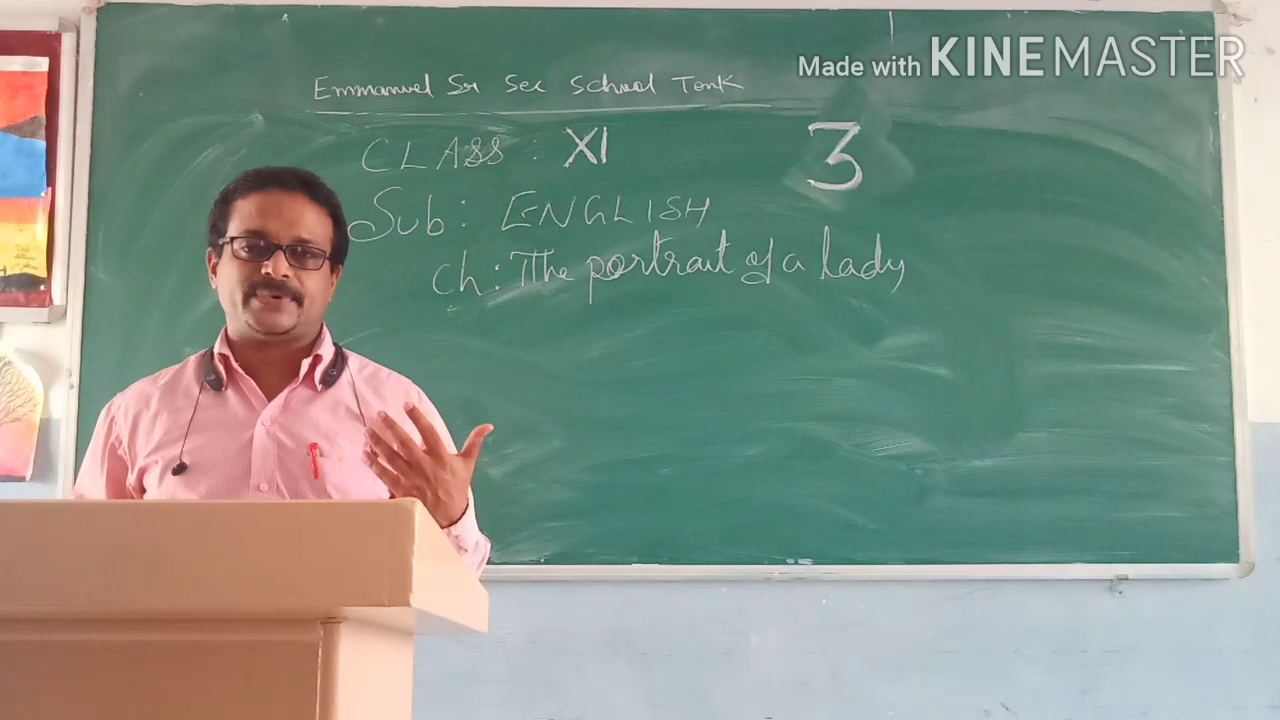 Made with KINEMASTER
Emmanuel Sr Sec School Tonk
CLASS : XI
3
Sub : ENGLISH
Ch : The portrait of a lady